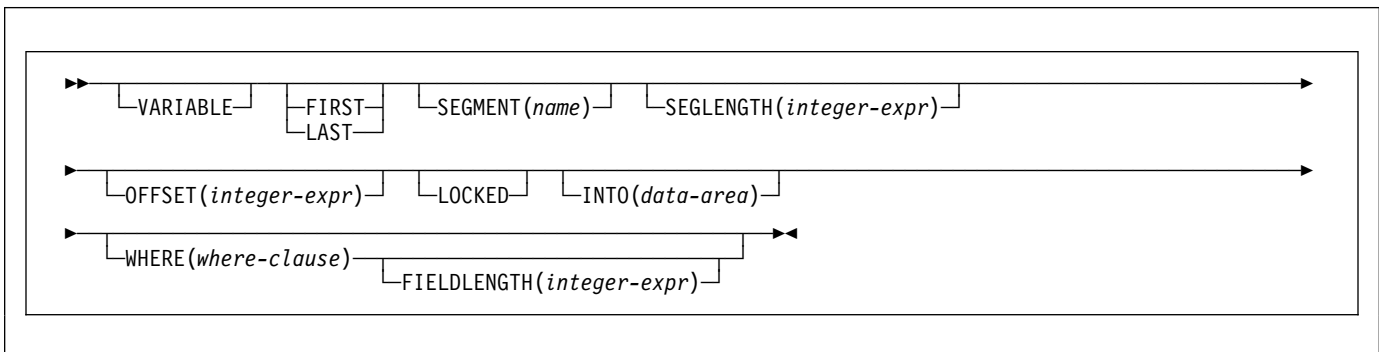 VARIABLE FIRST SEGMENT(name) SEGLENGTH(integer-expr)
LAST
OFFSET(integer-expr) LOCKED INTO(data-area)
WHERE(where-clause)
FIELDLENGTH(integer-expr)